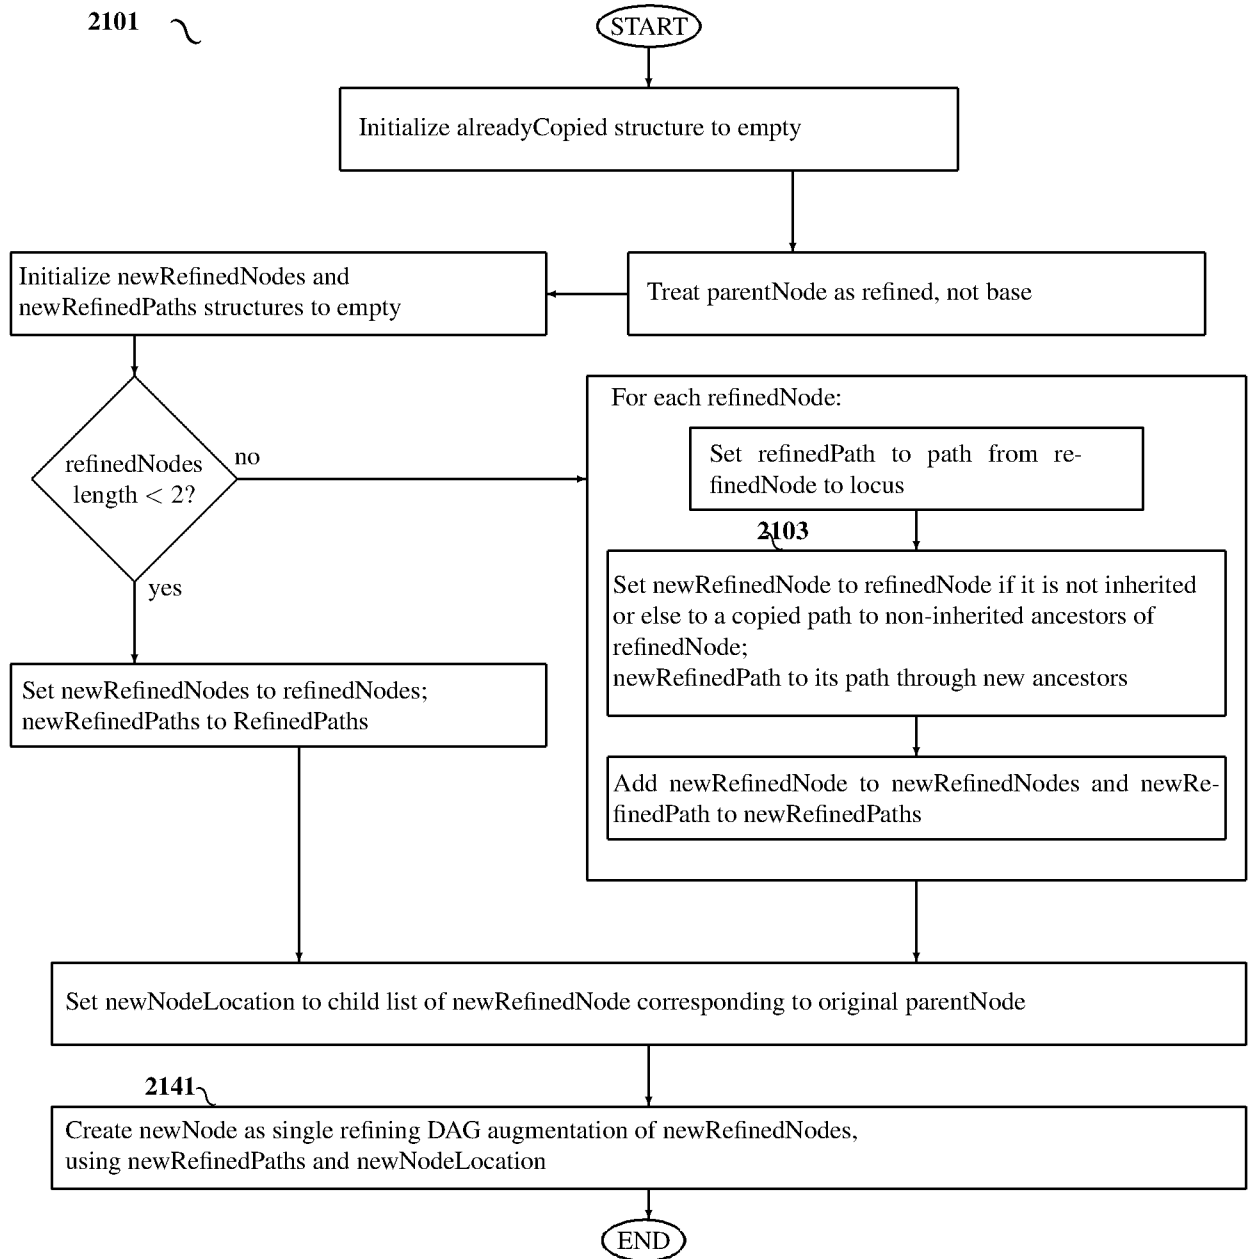 2101
START
Initialize alreadyCopied structure to empty
Treat parentNode as refined, not base
Initialize newRefinedNodes and
newRefinedPaths structures to empty
refinedNodes
length < 2?
no
yes
Set newRefinedNodes to refinedNodes;
newRefinedPaths to RefinedPaths
For each refinedNode:
Set refinedPath to path from re-
finedNode to locus
2103
Set newRefinedNode to refinedNode if it is not inherited
or else to a copied path to non-inherited ancestors of
refinedNode;
newRefinedPath to its path through new ancestors
Add newRefinedNode to newRefinedNodes and newRe-
finedPath to newRefinedPaths
Set newNodeLocation to child list of newRefinedNode corresponding to original parentNode
2141
Create newNode as single refining DAG augmentation of newRefinedNodes,
using newRefinedPaths and newNodeLocation
END